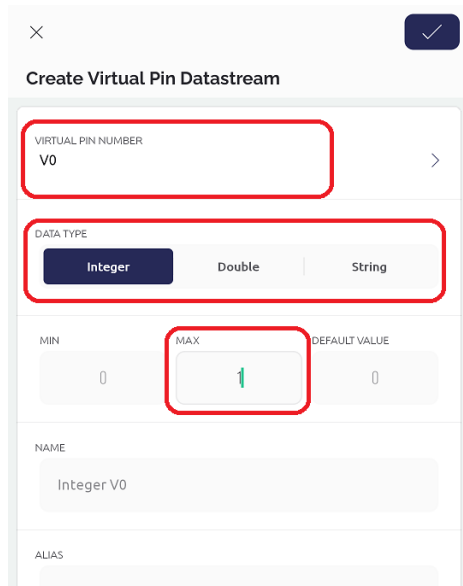 Create Virtual Pin Datastream
VIRTUAL PIN NUMBER
V0
DATA TYPE
Integer Double String
MIN MAX DEFAULT VALUE
0 1 0
NAME
Integer V0
ALIAS